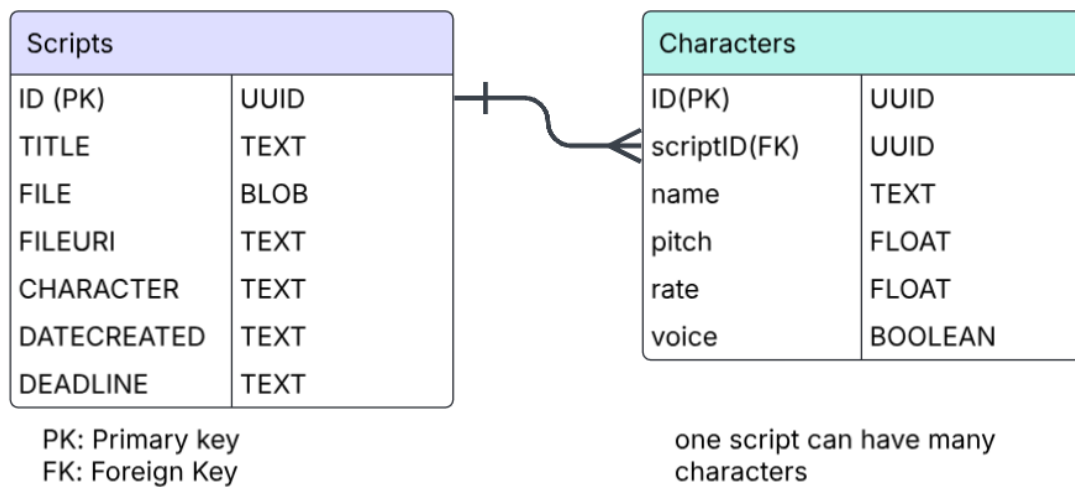 Scripts
ID (PK) UUID
TITLE TEXT
FILE BLOB
FILEURI TEXT
CHARACTER TEXT
DATECREATED TEXT
DEADLINE TEXT
PK: Primary key
FK: Foreign Key
Characters
ID(PK) UUID
scriptID(FK) UUID
name TEXT
pitch FLOAT
rate FLOAT
voice BOOLEAN
one script can have many
characters